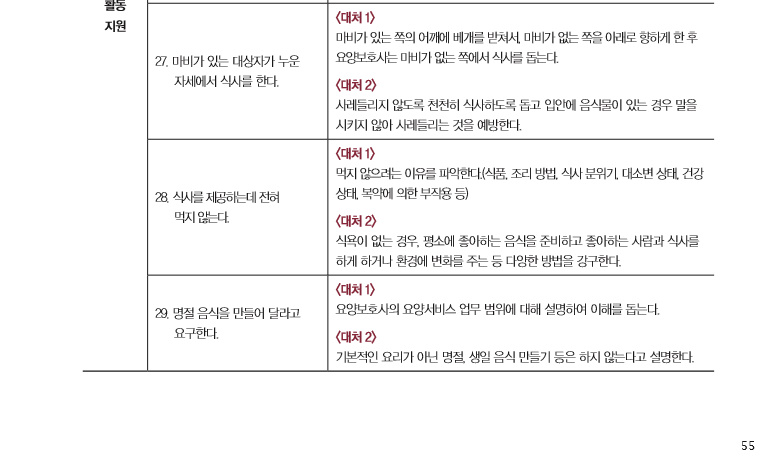 활동
지원
27. 마비가 있는 대상자가 누운
자세에서 식사를 한다.
〈대처 1〉
마비가 있는 쪽의 어깨에 베개를 받쳐서, 마비가 없는 쪽을 아래로 향하게 한 후
요양보호사는 마비가 없는 쪽에서 식사를 돕는다.
〈대처 2〉
사레들리지 않도록 천천히 식사하도록 돕고 입안에 음식물이 있는 경우 말을
시키지 않아 사레들리는 것을 예방한다.
28. 식사를 제공하는데 전혀
먹지 않는다.
〈대처 1〉
먹지 않으려는 이유를 파악한다.(식품, 조리 방법, 식사 분위기, 대소변 상태, 건강
상태, 복약에 의한 부작용 등)
〈대처 2〉
식욕이 없는 경우, 평소에 좋아하는 음식을 준비하고 좋아하는 사람과 식사를
하게 하거나 환경에 변화를 주는 등 다양한 방법을 강구한다.
29. 명절 음식을 만들어 달라고
요구한다.
〈대처 1〉
요양보호사의 요양서비스 업무 범위에 대해 설명하여 이해를 돕는다.
〈대처 2〉
기본적인 요리가 아닌 명절, 생일 음식 만들기 등은 하지 않는다고 설명한다.
55